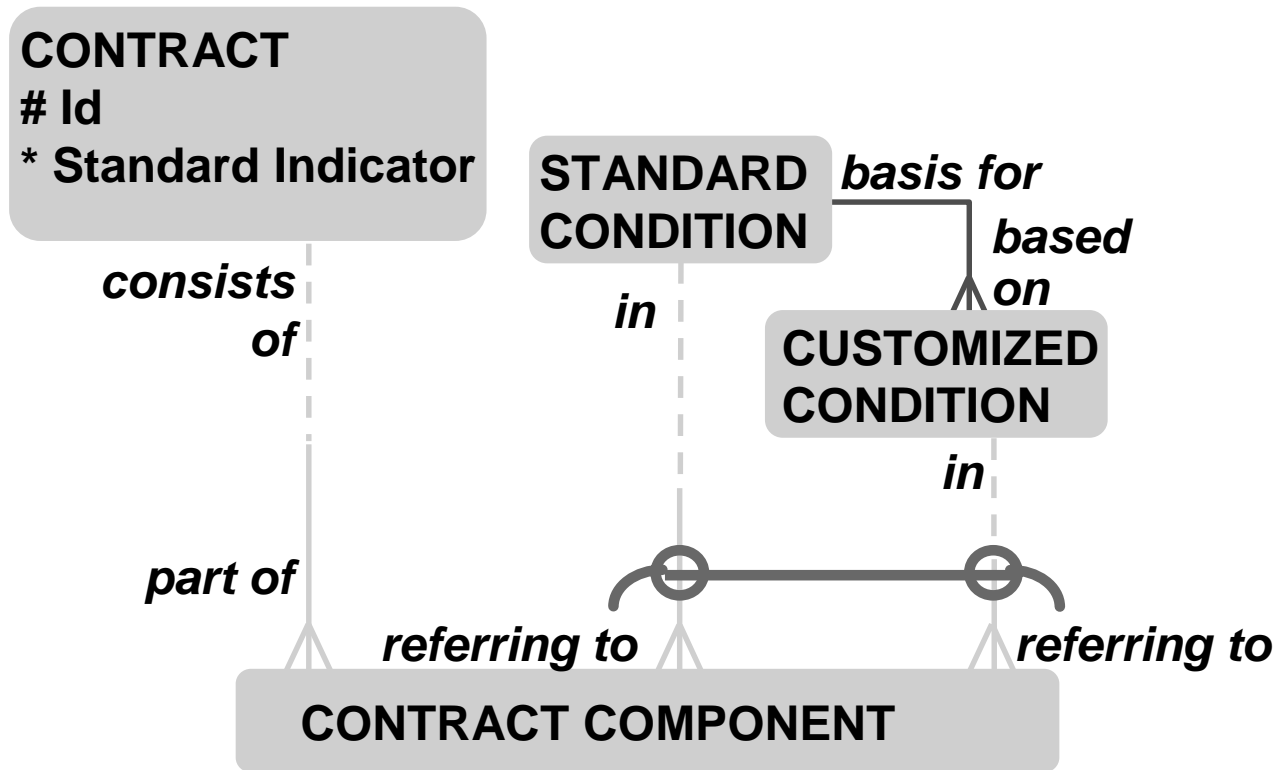 CONTRACT
# Id
* Standard Indicator
STANDARD
CONDITION
basis for
based
on
consists
of
in
CUSTOMIZED
CONDITION
in
part of
referring to
referring to
CONTRACT COMPONENT